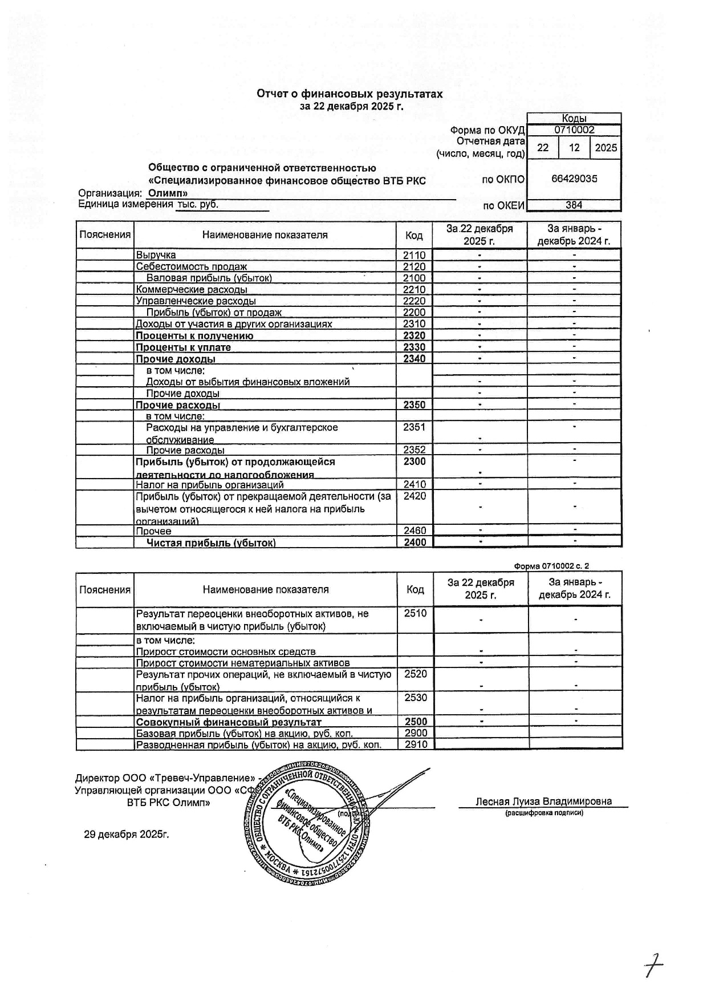 Отчет о финансовых результатах
за 22 декабря 2025 г.
Коды
Форма по ОКУД 0710002
Отчетная дата
(число, месяц, год) 22 12 2025
Общество с ограниченной ответственностью
«Специализированное финансовое общество ВТБ РКС по ОКПО 66429035
Организация: Олимп»
Единица измерения тыс. руб. по ОКЕИ 384
Пояснения Наименование показателя Код За 22 декабря 2025 г. За январь - декабрь 2024 г.
Выручка 2110 - -
Себестоимость продаж 2120 - -
Валовая прибыль (убыток) 2100 - -
Коммерческие расходы 2210 - -
Управленческие расходы 2220 - -
Прибыль (убыток) от продаж 2200 - -
Доходы от участия в других организациях 2310 - -
Проценты к получению 2320 - -
Проценты к уплате 2330 - -
Прочие доходы 2340 - -
в том числе:
Доходы от выбытия финансовых вложений - -
Прочие доходы - -
Прочие расходы 2350 - -
в том числе:
Расходы на управление и бухгалтерское 2351 -
обслуживание -
Прочие расходы 2352 - -
Прибыль (убыток) от продолжающейся 2300 -
деятельности до налогообложения -
Налог на прибыль организаций 2410 - -
Прибыль (убыток) от прекращаемой деятельности (за 2420
вычетом относящегося к ней налога на прибыль - -
организаций)
Прочее 2460 - -
Чистая прибыль (убыток) 2400 - -
Форма 0710002 с. 2
Пояснения Наименование показателя Код За 22 декабря 2025 г. За январь - декабрь 2024 г.
Результат переоценки внеоборотных активов, не 2510 - -
включаемый в чистую прибыль (убыток)
в том числе:
Прирост стоимости основных средств - -
Прирост стоимости нематериальных активов - -
Результат прочих операций, не включаемый в чистую 2520
прибыль (убыток) - -
Налог на прибыль организаций, относящийся к 2530
результатам переоценки внеоборотных активов и - -
Совокупный финансовый результат 2500 - -
Базовая прибыль (убыток) на акцию, руб. коп. 2900
Разводненная прибыль (убыток) на акцию, руб. коп. 2910
Директор ООО «Тревеч-Управление» -
Управляющей организации ООО «СФ
ВТБ РКС Олимп»
Лесная Луиза Владимировна
(расшифровка подписи)
29 декабря 2025г.
ОБЩЕСТВО С ОГРАНИЧЕННОЙ ОТВЕТСТВЕННОСТЬЮ * ОГРН 1257700572161 * МОСКВА *
«Специализированное
финансовое общество
ВТБ РКС Олимп»
7